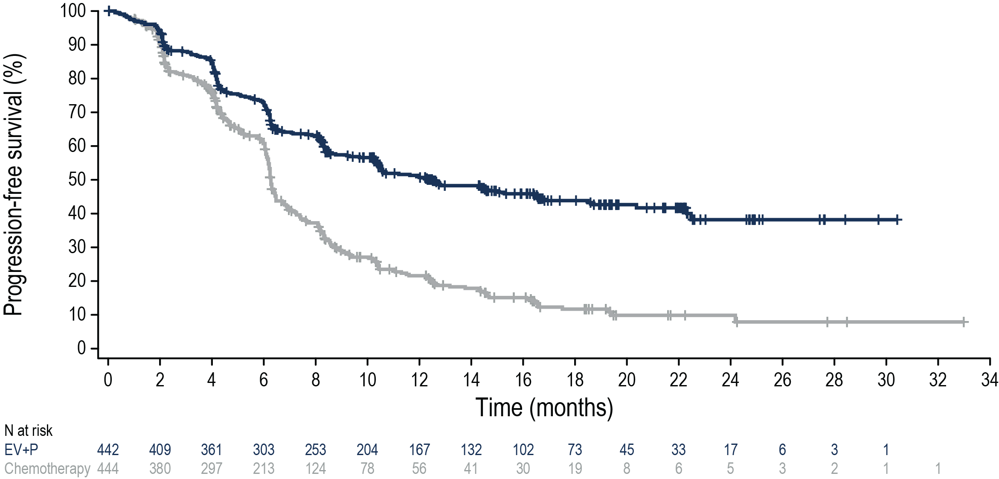 Progression-free survival (%)
100
90
80
70
60
50
40
30
20
10
0
0 2 4 6 8 10 12 14 16 18 20 22 24 26 28 30 32 34
Time (months)
N at risk
EV+P 442 409 361 303 253 204 167 132 102 73 45 33 17 6 3 1
Chemotherapy 444 380 297 213 124 78 56 41 30 19 8 6 5 3 2 1 1